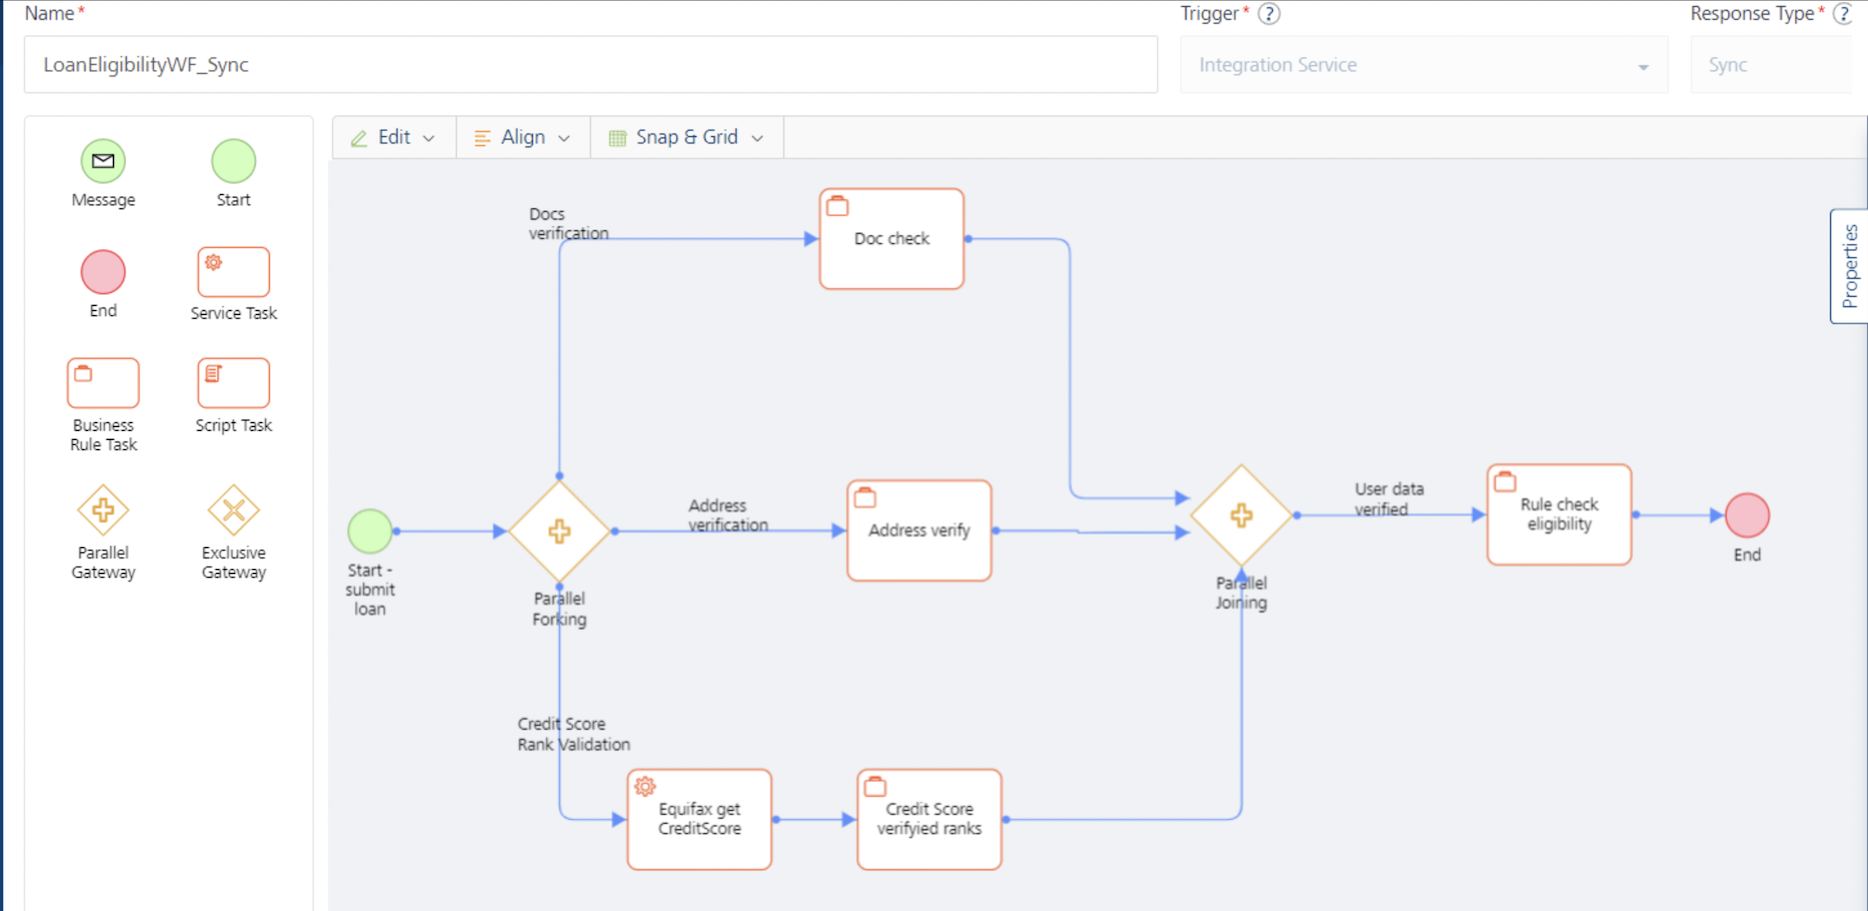 Name*
Trigger* ?
Response Type* ?
LoanEligibilityWF_Sync
Integration Service
Sync
Edit
Align
Snap & Grid
Message
Start
End
Service Task
Business
Rule Task
Script Task
Parallel
Gateway
Exclusive
Gateway
Docs
verification
Doc check
Properties
Start -
submit
loan
Parallel
Forking
Address
verification
Address verify
Parallel
Joining
User data
verified
Rule check
eligibility
End
Credit Score
Rank Validation
Equifax get
CreditScore
Credit Score
verifyied ranks